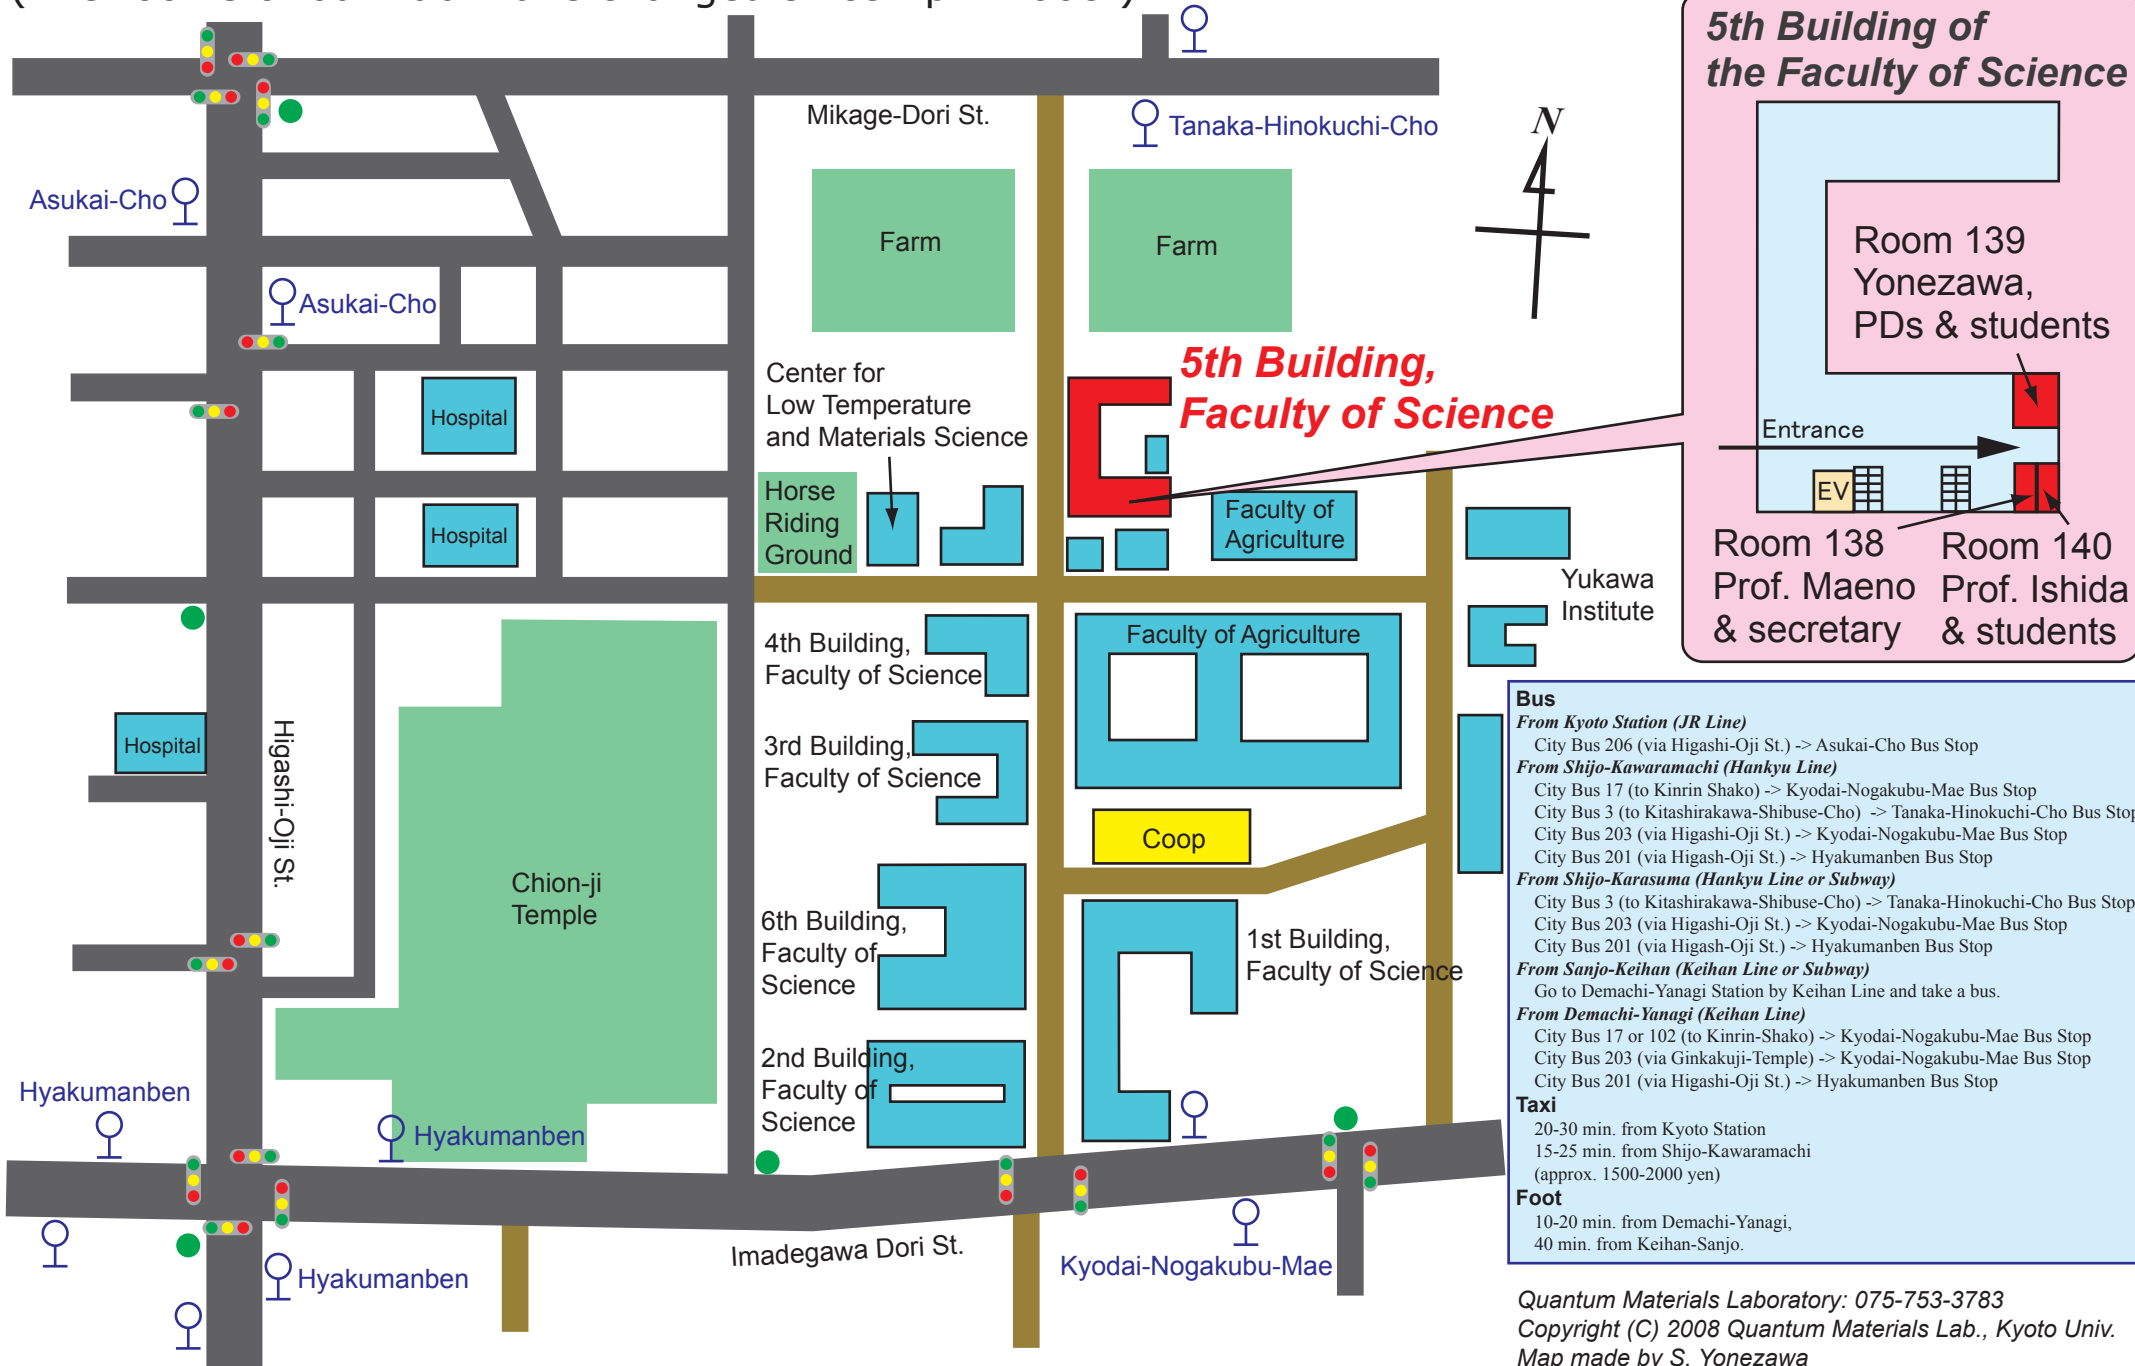 5th Building of
the Faculty of Science
Mikage-Dori St.
Tanaka-Hinokuchi-Cho
N
Asukai-Cho
Farm
Farm
Room 139
Yonezawa,
PDs & students
Asukai-Cho
Center for
Low Temperature
and Materials Science
5th Building,
Faculty of Science
Hospital
Entrance
EV
Horse
Riding
Ground
Faculty of
Agriculture
Hospital
Room 138
Prof. Maeno
& secretary
Room 140
Prof. Ishida
& students
Yukawa
Institute
4th Building,
Faculty of Science
Faculty of Agriculture
Hospital
Higashi-Oji St.
3rd Building,
Faculty of Science
Coop
Chion-ji
Temple
6th Building,
Faculty of
Science
1st Building,
Faculty of Science
2nd Building,
Faculty of
Science
Hyakumanben
Hyakumanben
Hyakumanben
Imadegawa Dori St.
Kyodai-Nogakubu-Mae
Bus
From Kyoto Station (JR Line)
City Bus 206 (via Higashi-Oji St.) -> Asukai-Cho Bus Stop
From Shijo-Kawaramachi (Hankyu Line)
City Bus 17 (to Kinrin Shako) -> Kyodai-Nogakubu-Mae Bus Stop
City Bus 3 (to Kitashirakawa-Shibuse-Cho) -> Tanaka-Hinokuchi-Cho Bus Stop
City Bus 203 (via Higashi-Oji St.) -> Kyodai-Nogakubu-Mae Bus Stop
City Bus 201 (via Higash-Oji St.) -> Hyakumanben Bus Stop
From Shijo-Karasuma (Hankyu Line or Subway)
City Bus 3 (to Kitashirakawa-Shibuse-Cho) -> Tanaka-Hinokuchi-Cho Bus Stop
City Bus 203 (via Higashi-Oji St.) -> Kyodai-Nogakubu-Mae Bus Stop
City Bus 201 (via Higash-Oji St.) -> Hyakumanben Bus Stop
From Sanjo-Keihan (Keihan Line or Subway)
Go to Demachi-Yanagi Station by Keihan Line and take a bus.
From Demachi-Yanagi (Keihan Line)
City Bus 17 or 102 (to Kinrin-Shako) -> Kyodai-Nogakubu-Mae Bus Stop
City Bus 203 (via Ginkakuji-Temple) -> Kyodai-Nogakubu-Mae Bus Stop
City Bus 201 (via Higashi-Oji St.) -> Hyakumanben Bus Stop
Taxi
20-30 min. from Kyoto Station
15-25 min. from Shijo-Kawaramachi
(approx. 1500-2000 yen)
Foot
10-20 min. from Demachi-Yanagi,
40 min. from Keihan-Sanjo.
Quantum Materials Laboratory: 075-753-3783
Copyright (C) 2008 Quantum Materials Lab., Kyoto Univ.
Map made by S. Yonezawa